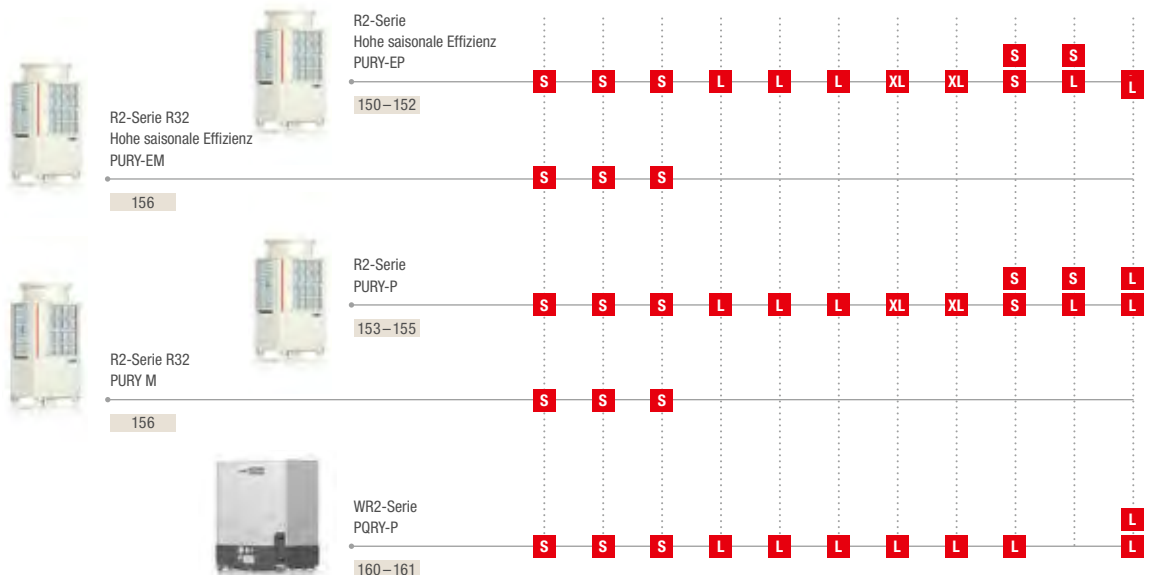 R2-Serie
Hohe saisonale Effizienz
PURY-EP
S S
S S S L L L XL XL S L L
150–152
R2-Serie R32
Hohe saisonale Effizienz
PURY-EM
S S S
156
R2-Serie
PURY-P
S S L
S S S L L L XL XL S L L
153–155
R2-Serie R32
PURY M
S S S
156
WR2-Serie
PQRY-P
L
S S S L L L L L L L
160–161